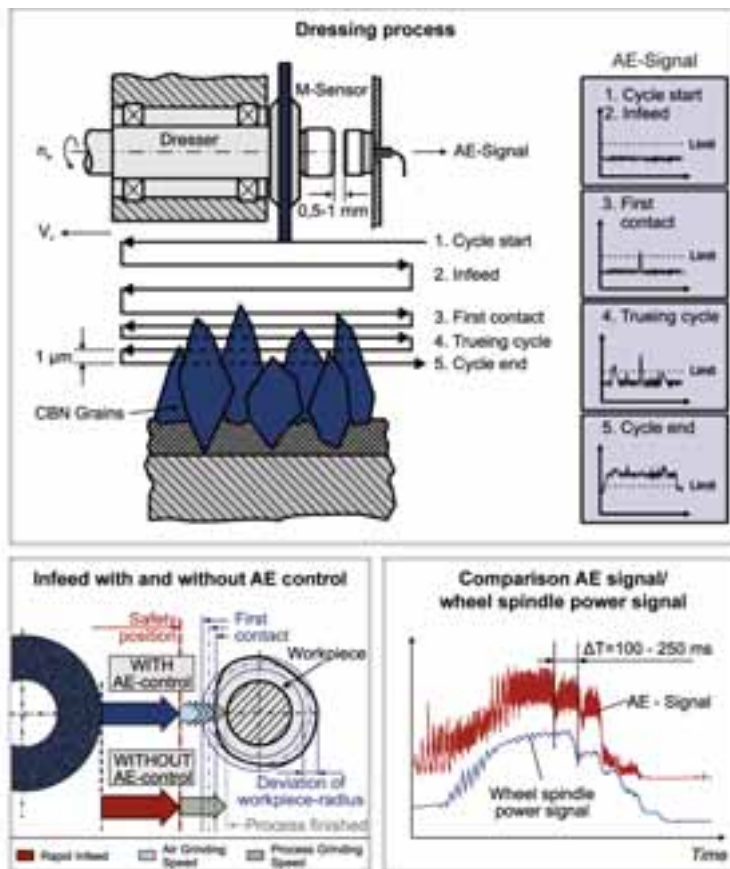 Dressing process
M-Sensor
Dresser
AE-Signal
0,5-1 mm
1. Cycle start
2. Infeed
3. First contact
4. Trueing cycle
5. Cycle end
1 µm
CBN Grains
AE-Signal
1. Cycle start
2. Infeed
Limit
3. First
contact
Limit
4. Trueing cycle
Limit
5. Cycle end
Limit
Infeed with and without AE control
Safety
position
First
contact
Workpiece
WITH
AE-control
WITHOUT
AE-control
Deviation of
workpiece-radius
Process finished
Rapid Infeed
Air Grinding
Speed
Process Grinding
Speed
Comparison AE signal/
wheel spindle power signal
ΔT=100 - 250 ms
AE - Signal
Wheel spindle
power signal
Time